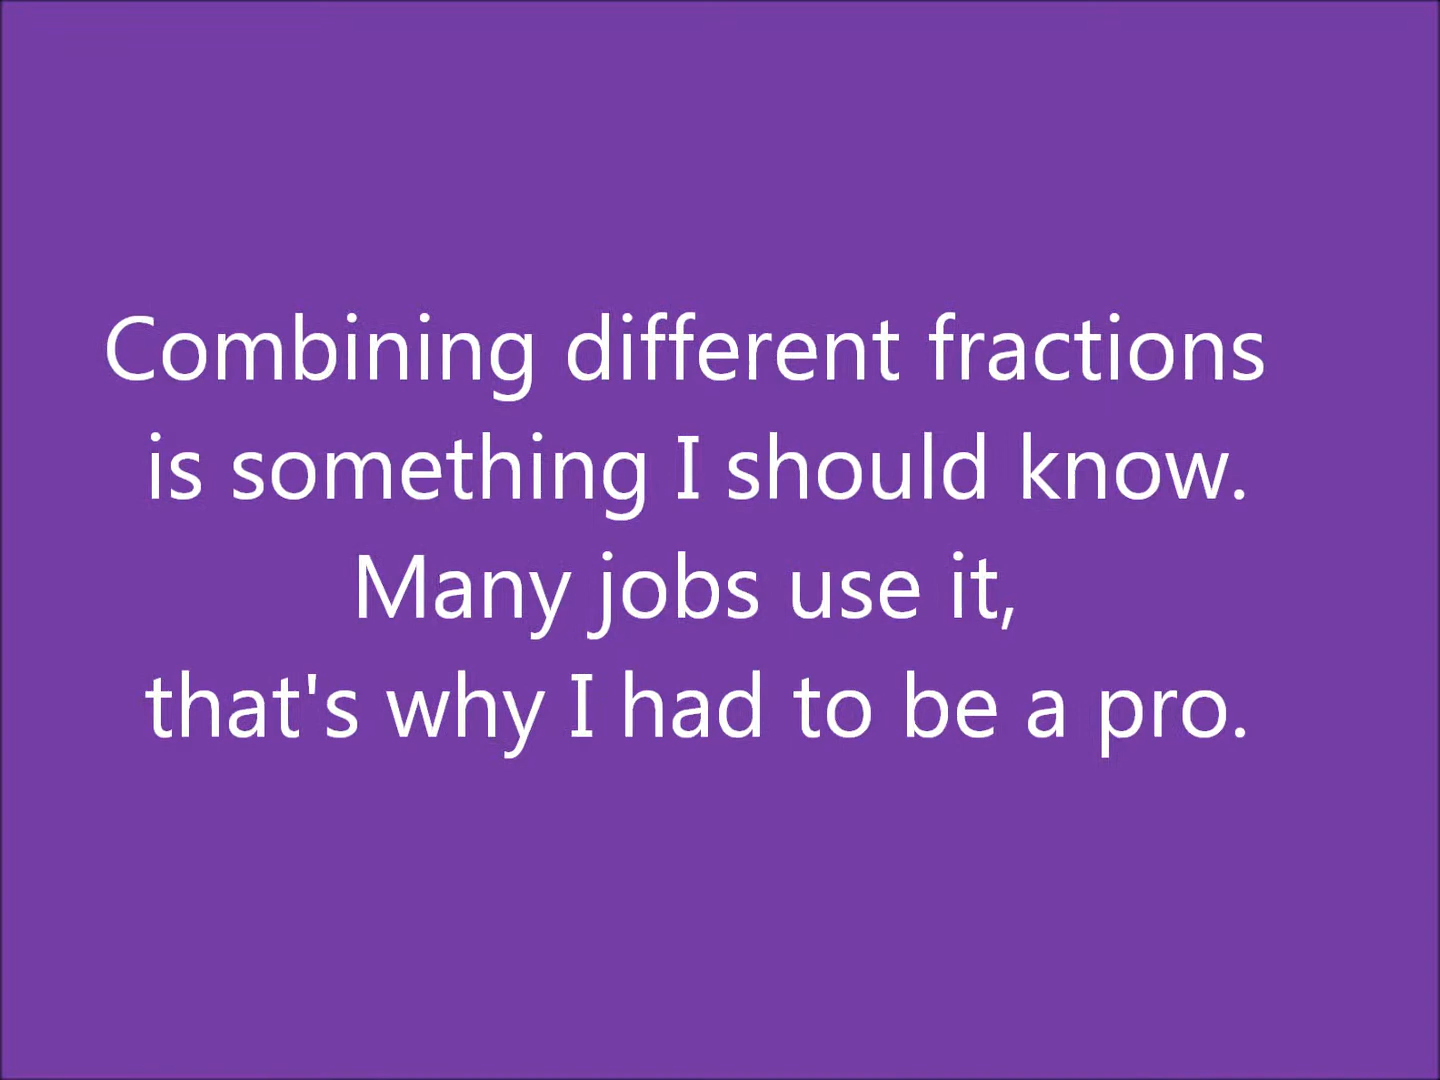 Combining different fractions
is something I should know.
Many jobs use it,
that's why I had to be a pro.